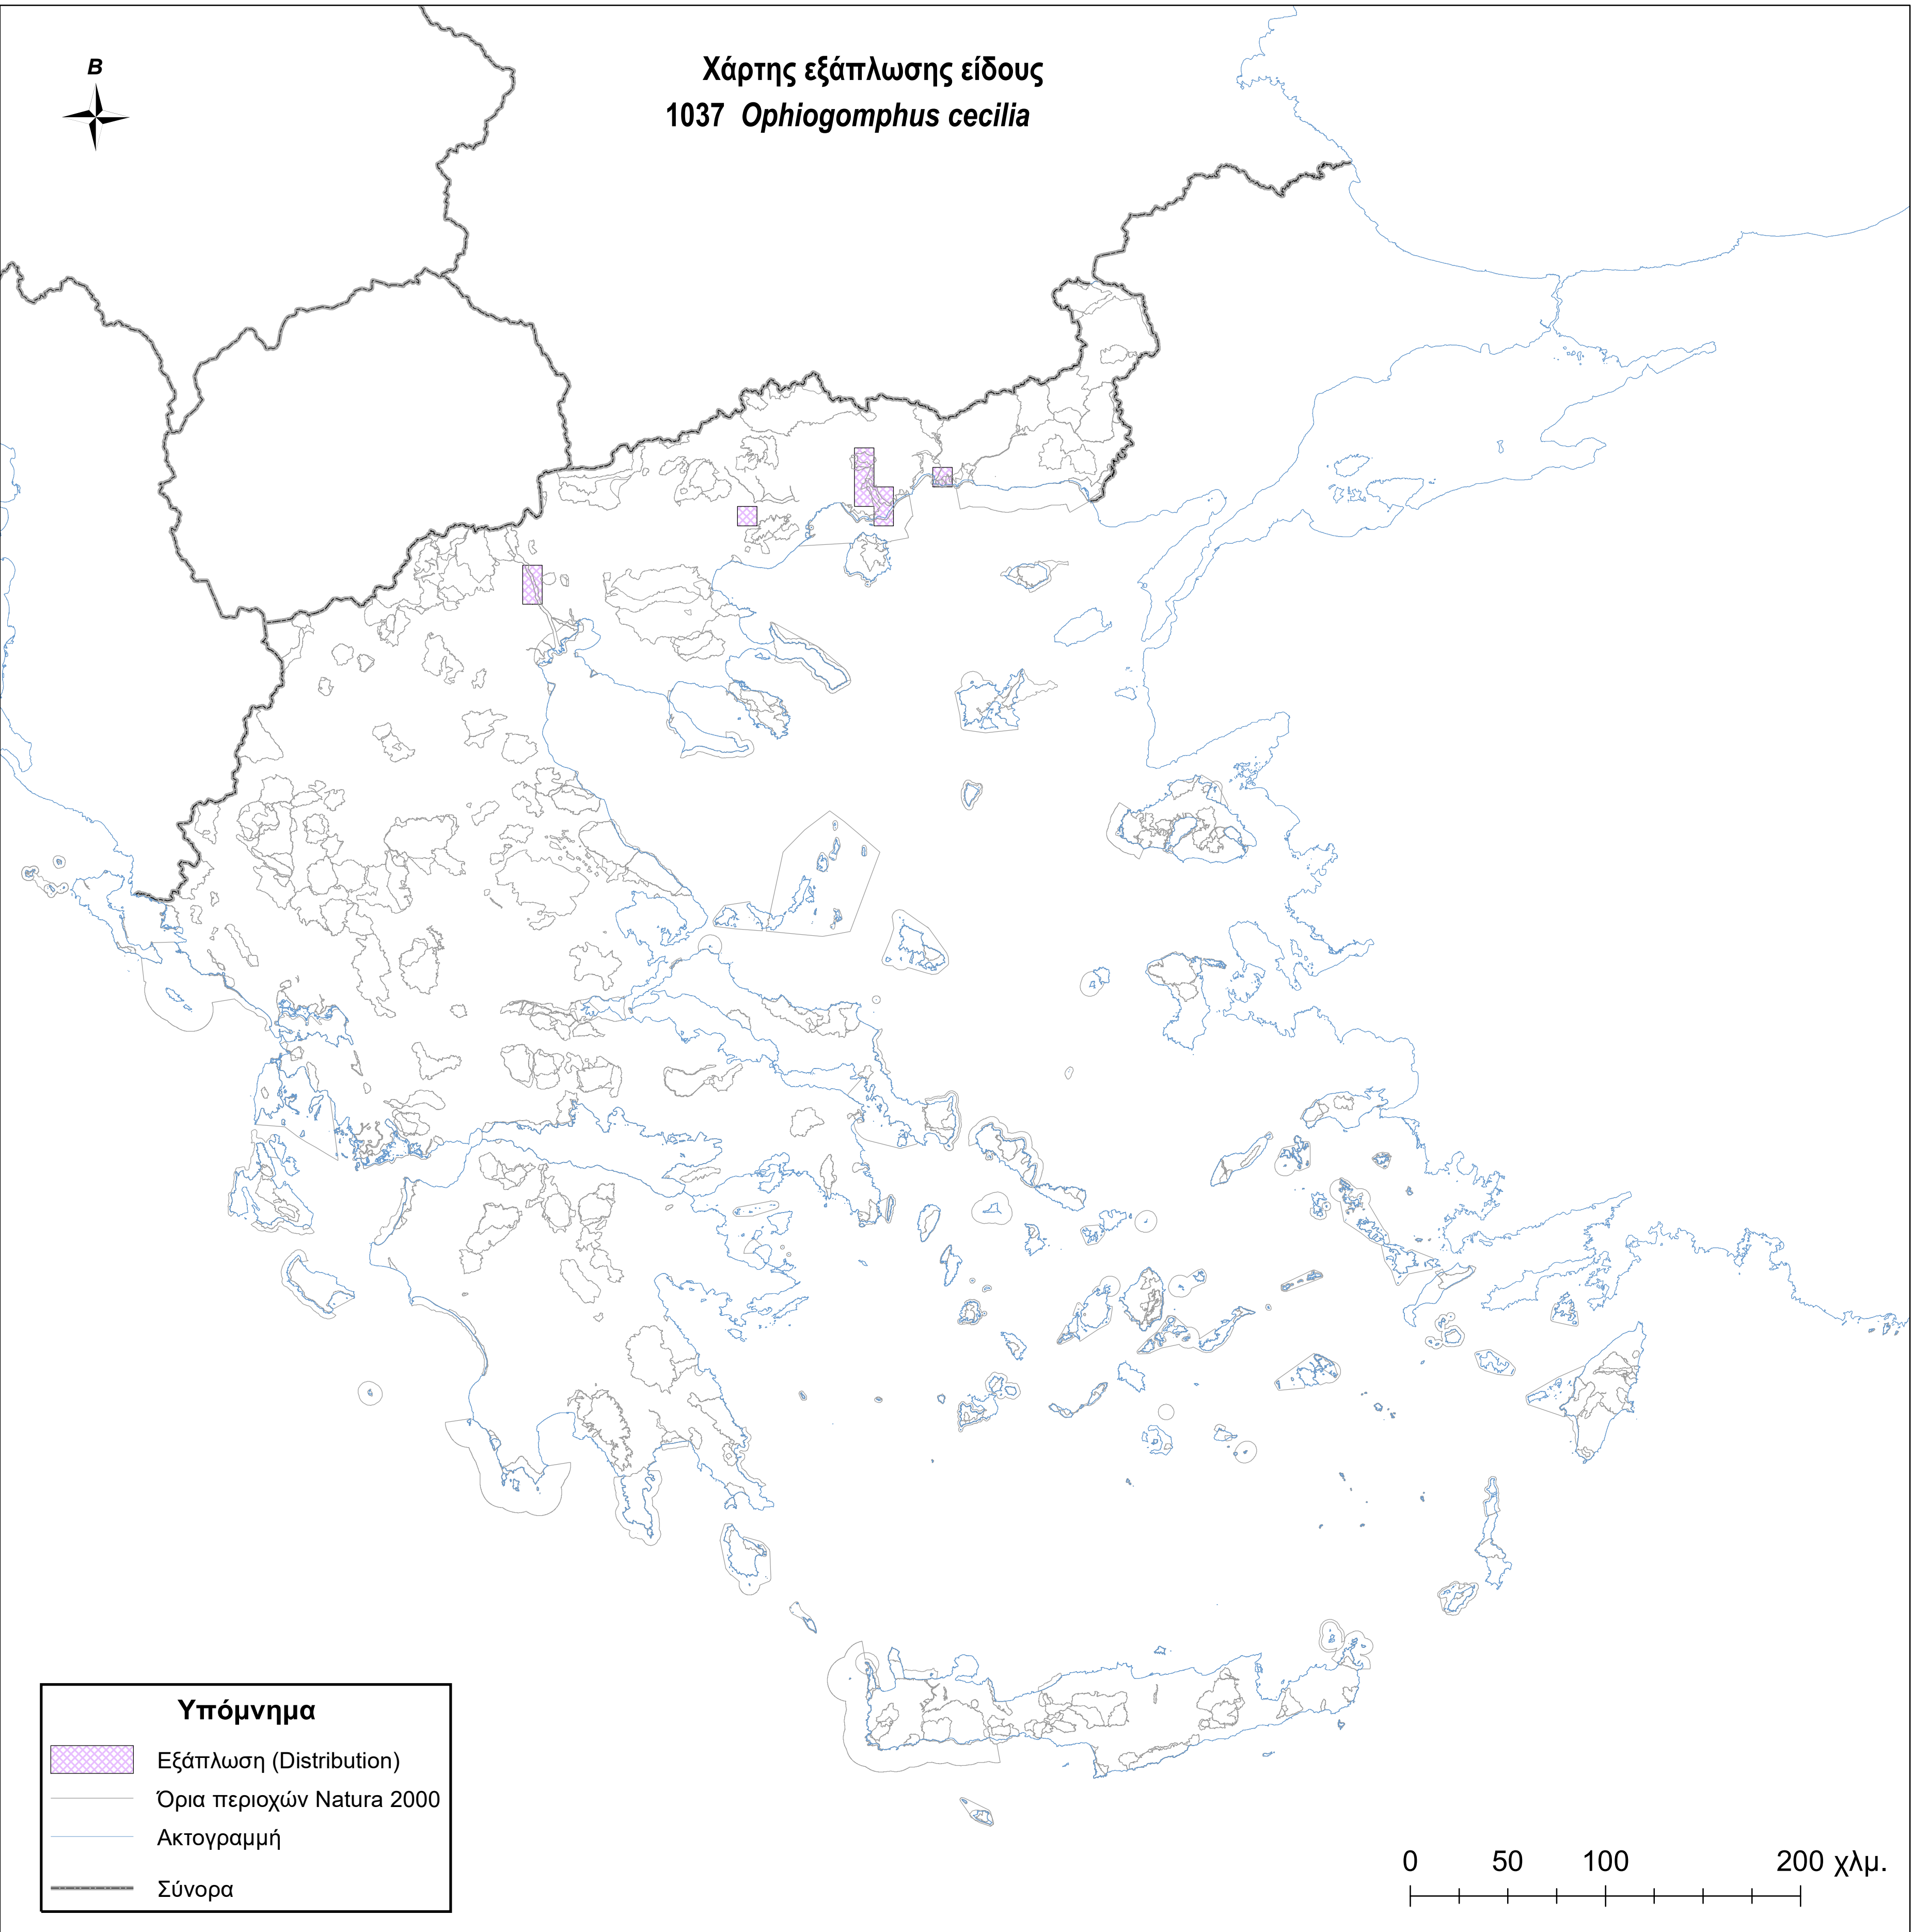 B
Χάρτης εξάπλωσης είδους
1037 Ophiogomphus cecilia
Υπόμνημα
Εξάπλωση (Distribution)
Όρια περιοχών Natura 2000
Ακτογραμμή
Σύνορα
0 50 100 200 χλμ.